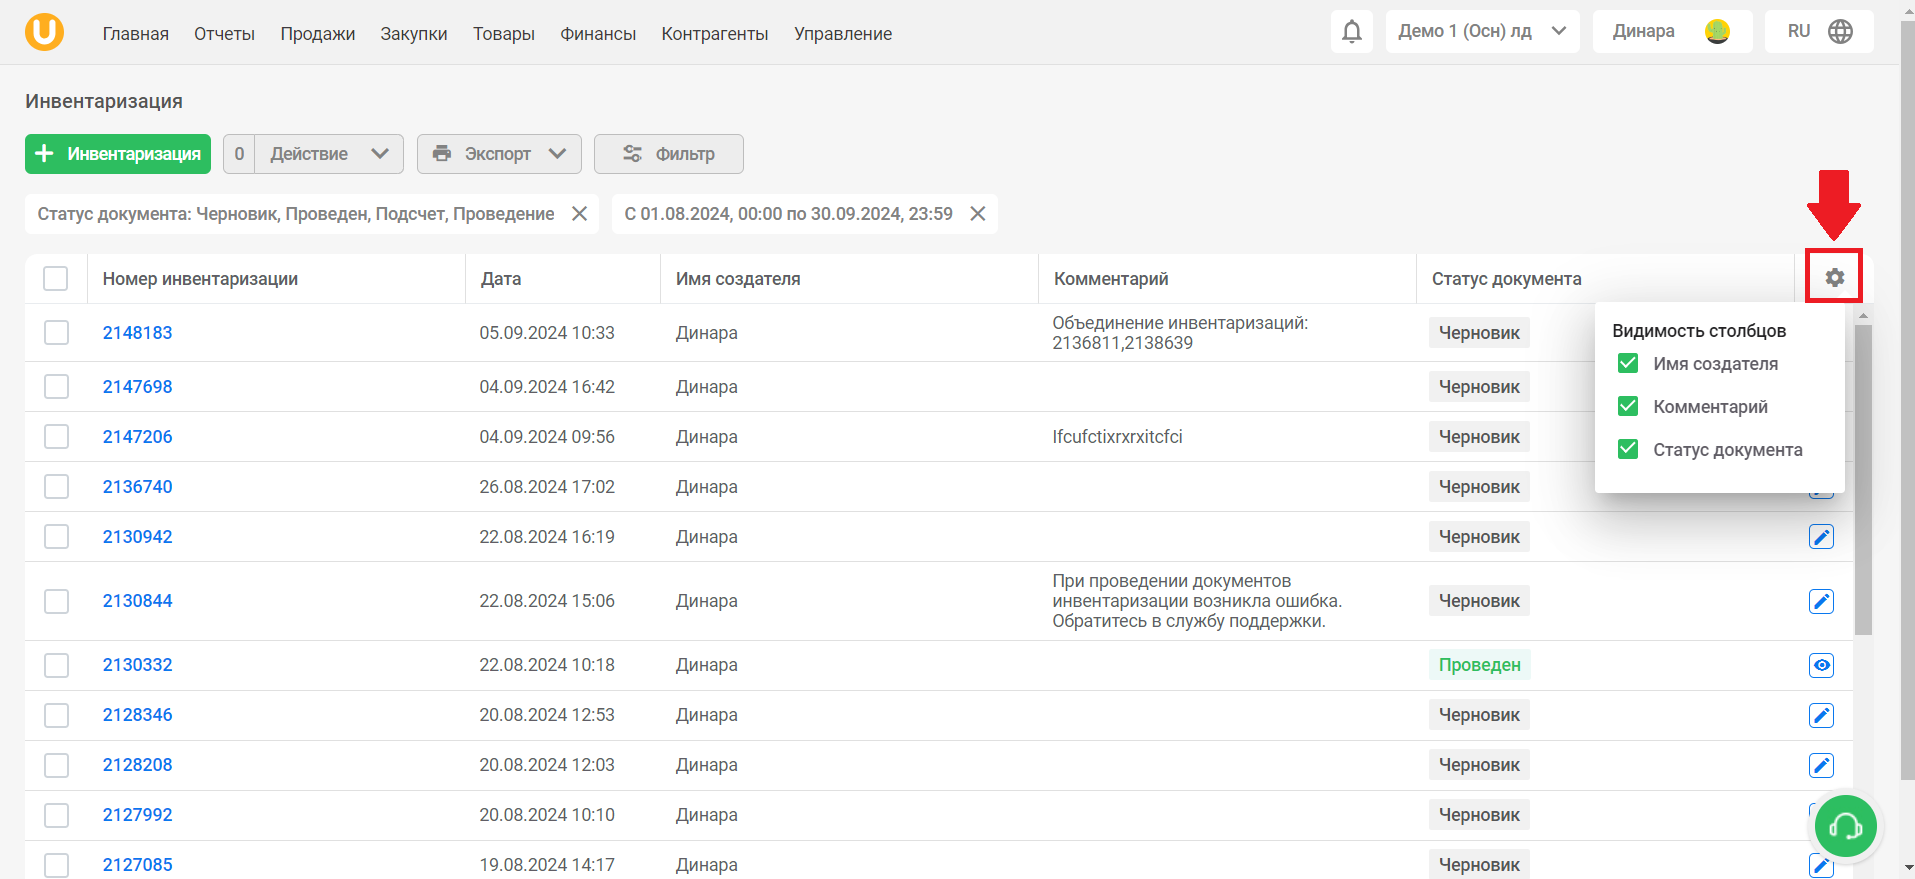 Главная Отчеты Продажи Закупки Товары Финансы Контрагенты Управление Демо 1 (Осн) лд Динара RU
Инвентаризация
Инвентаризация 0 Действие Экспорт Фильтр
Статус документа: Черновик, Проведен, Подсчет, Проведение С 01.08.2024, 00:00 по 30.09.2024, 23:59
Номер инвентаризации Дата Имя создателя Комментарий Статус документа
2148183 05.09.2024 10:33 Динара Объединение инвентаризаций: Черновик
2136811,2138639
Видимость столбцов
Имя создателя
Комментарий
Статус документа
2147698 04.09.2024 16:42 Динара Черновик
2147206 04.09.2024 09:56 Динара Ifcufctixrxrxitcfci Черновик
2136740 26.08.2024 17:02 Динара Черновик
2130942 22.08.2024 16:19 Динара Черновик
2130844 22.08.2024 15:06 Динара При проведении документов Черновик
инвентаризации возникла ошибка.
Обратитесь в службу поддержки.
2130332 22.08.2024 10:18 Динара Проведен
2128346 20.08.2024 12:53 Динара Черновик
2128208 20.08.2024 12:03 Динара Черновик
2127992 20.08.2024 10:10 Динара Черновик
2127085 19.08.2024 14:17 Динара Черновик